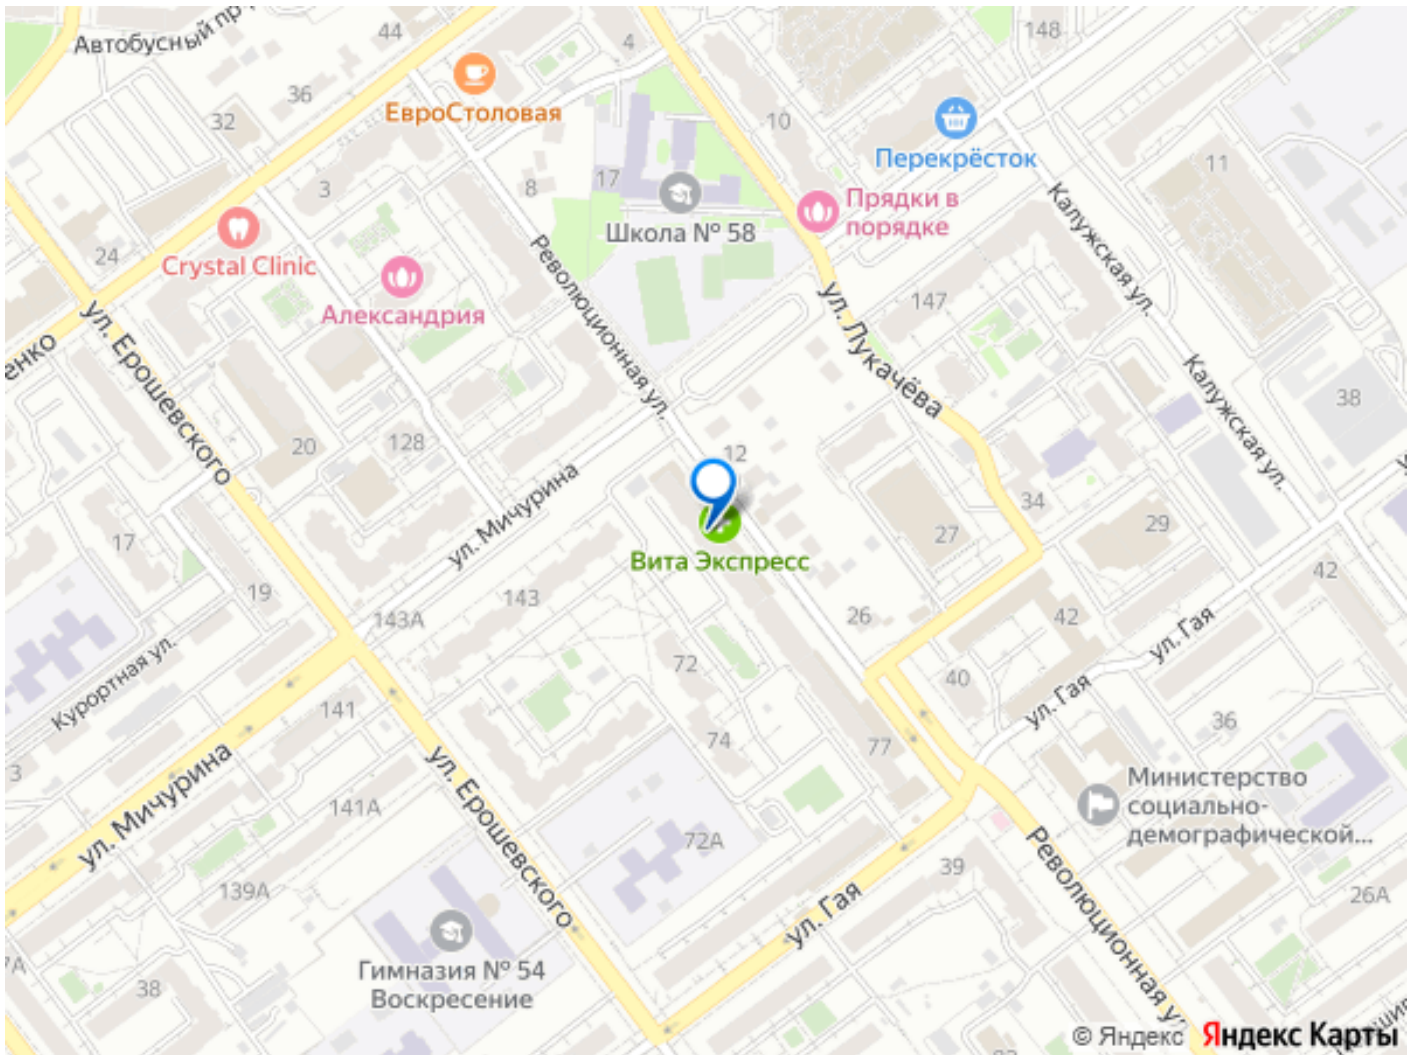 Автобусный пр
44
4
148
36
ЕвроСтоловая
32
10
Перекрёсток
11
3
8
17
Школа № 58
Прядки в
порядке
Калужская ул.
24
Crystal Clinic
Александрия
Революционная ул.
147
ул. Лукачёва
енко
ул. Ерошевского
Калужская ул.
38
20
128
12
ул. Мичурина
17
34
29
27
Вита Экспресс
19
143
143А
42
26
42
ул. Гая
Курортная ул.
72
40
ул. Гая
141
36
74
77
3
ул. Мичурина
141А
ул. Ерошевского
Министерство
социально-
демографической...
72А
39
139А
26А
ул. Гая
Революционная у
Гимназия № 54
Воскресение
7А
38
© Яндекс Яндекс Карты